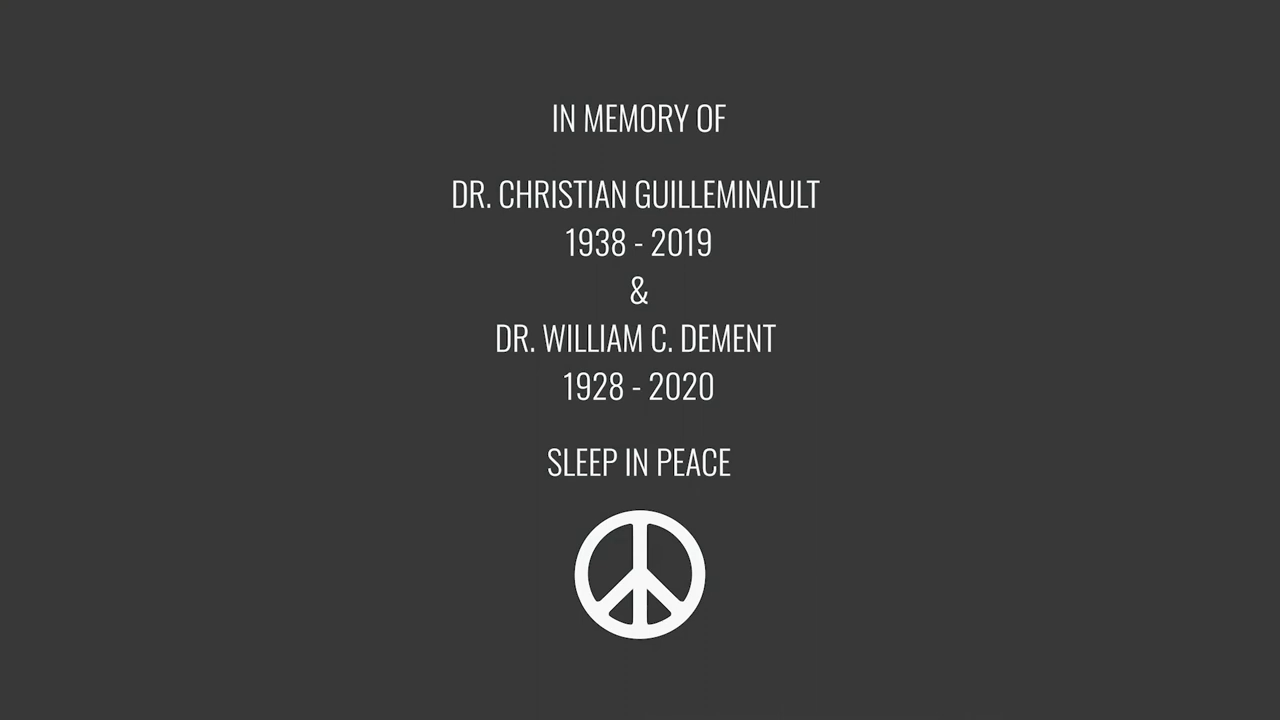 IN MEMORY OF
DR. CHRISTIAN GUILLEMINAULT
1938 - 2019
&
DR. WILLIAM C. DEMENT
1928 - 2020
SLEEP IN PEACE